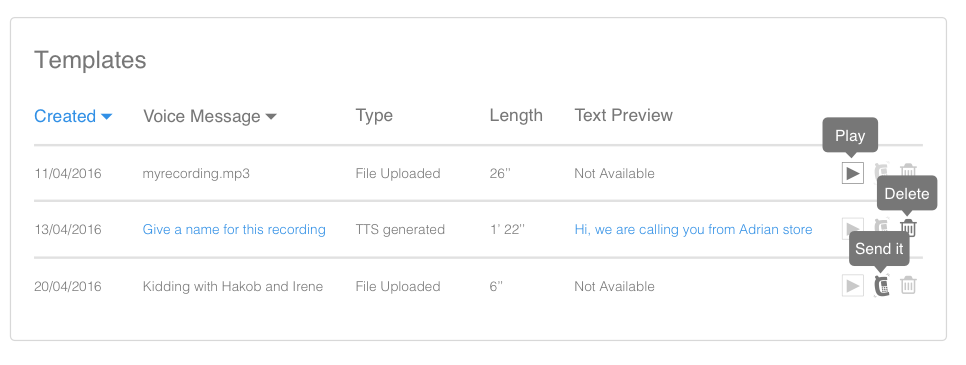 Templates
Created Voice Message Type Length Text Preview
Play
11/04/2016 myrecording.mp3 File Uploaded 26’’ Not Available
Delete
13/04/2016 Give a name for this recording TTS generated 1’ 22’’ Hi, we are calling you from Adrian store
Send it
20/04/2016 Kidding with Hakob and Irene File Uploaded 6’’ Not Available